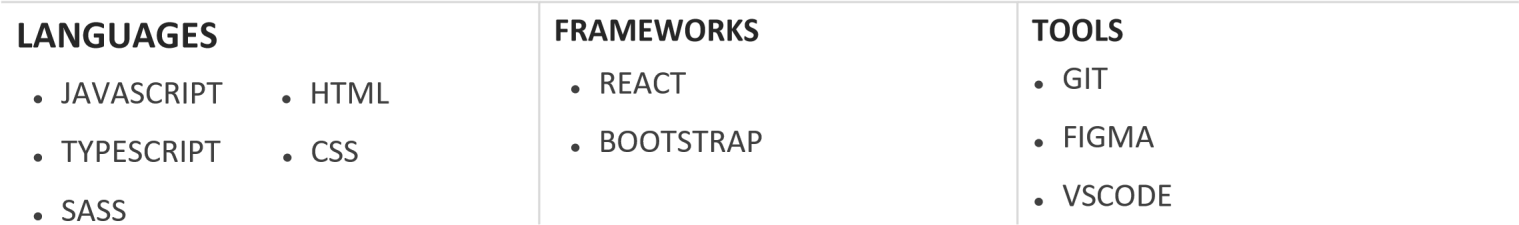 LANGUAGES
JAVASCRIPT
TYPESCRIPT
SASS
HTML
CSS
FRAMEWORKS
REACT
BOOTSTRAP
TOOLS
GIT
FIGMA
VSCODE